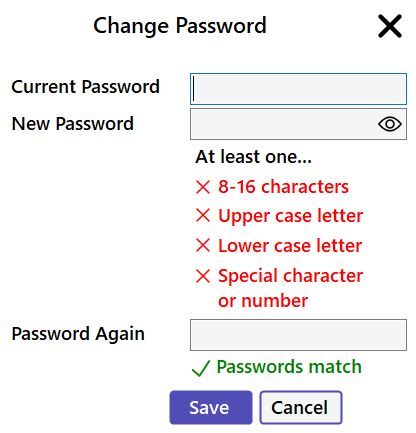 Change Password
Current Password
New Password
At least one...
8-16 characters
Upper case letter
Lower case letter
Special character
or number
Password Again
Passwords match
Save Cancel